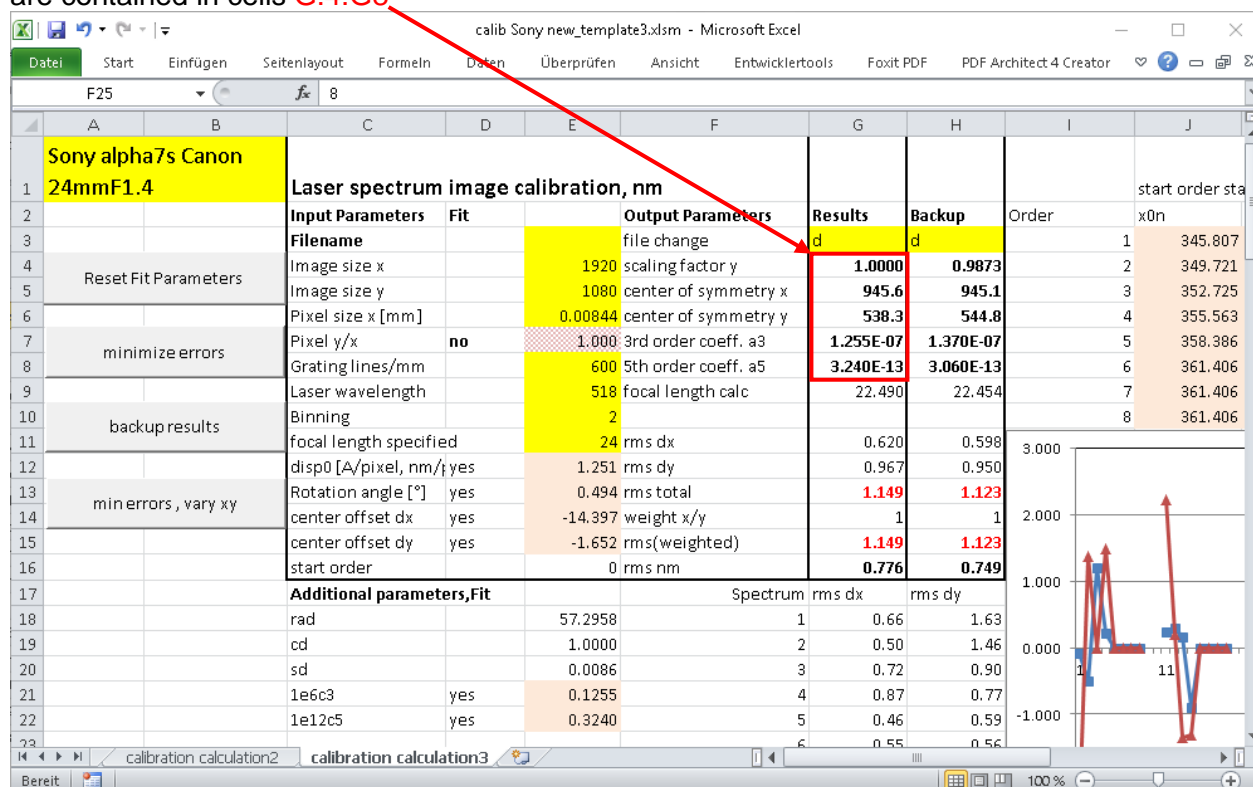 are contained in cells G:4:G8
calib Sony new_template3.xlsm - Microsoft Excel
Datei Start Einfügen Seitenlayout Formeln Daten Überprüfen Ansicht Entwicklertools Foxit PDF PDF Architect 4 Creator
F25 fx 8
A B C D E F G H I J
Sony alpha7s Canon
1 24mmF1.4 Laser spectrum image calibration, nm start order sta
2 Input Parameters Fit Output Parameters Results Backup Order x0n
3 Filename file change d d 1 345.807
4 Image size x 1920 scaling factor y 1.0000 0.9873 2 349.721
Reset Fit Parameters
5 Image size y 1080 center of symmetry x 945.6 945.1 3 352.725
6 Pixel size x [mm] 0.00844 center of symmetry y 538.3 544.8 4 355.563
7 Pixel y/x no 1.000 3rd order coeff. a3 1.255E-07 1.370E-07 5 358.386
minimize errors
8 Grating lines/mm 600 5th order coeff. a5 3.240E-13 3.060E-13 6 361.406
9 Laser wavelength 518 focal length calc 22.490 22.454 7 361.406
10 Binning 2 8 361.406
backup results
11 focal length specified 24 rms dx 0.620 0.598
12 disp0 [A/pixel, nm/ yes 1.251 rms dy 0.967 0.950
13 Rotation angle [°] yes 0.494 rms total 1.149 1.123
min errors , vary xy
14 center offset dx yes -14.397 weight x/y 1 1
15 center offset dy yes -1.652 rms(weighted) 1.149 1.123
16 start order 0 rms nm 0.776 0.749
17 Additional parameters,Fit Spectrum rms dx rms dy
18 rad 57.2958 1 0.66 1.63
19 cd 1.0000 2 0.50 1.46
20 sd 0.0086 3 0.72 0.90
21 1e6c3 yes 0.1255 4 0.87 0.77
22 1e12c5 yes 0.3240 5 0.46 0.59
23 6 0.55 0.56
3.000
2.000
1.000
0.000
-1.000
1 11
calibration calculation2 calibration calculation3
Bereit 100 %